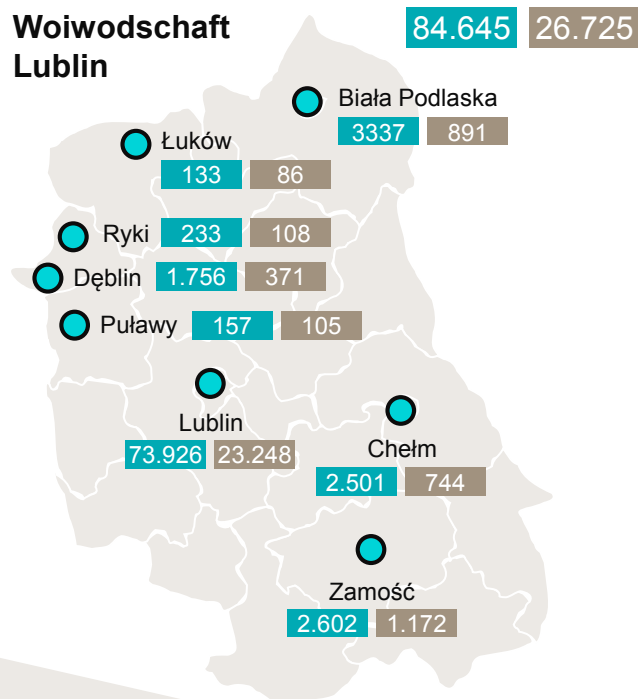 Woiwodschaft
Lublin
84.645 26.725
Biała Podlaska
3337 891
Łuków
133 86
Ryki 233 108
Dęblin 1.756 371
Puławy 157 105
Lublin
73.926 23.248
Chełm
2.501 744
Zamość
2.602 1.172